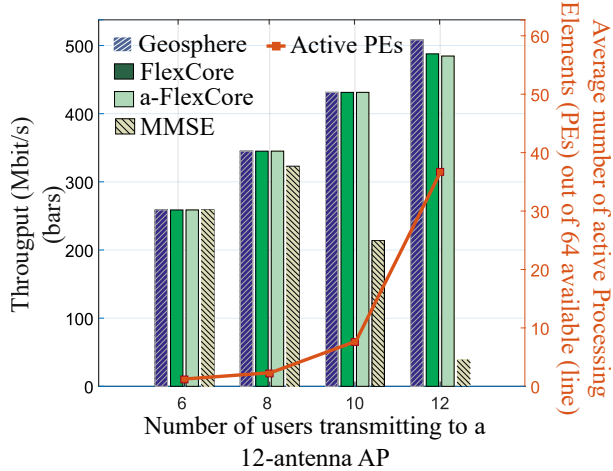 Througput (Mbit/s)
(bars)
500
400
300
200
100
0
Geosphere
FlexCore
a-FlexCore
MMSE
Active PEs
60
50
40
30
20
10
0
Average number of active Processing
Elements (PEs) out of 64 available (line)
6
8
10
12
Number of users transmitting to a
12-antenna AP